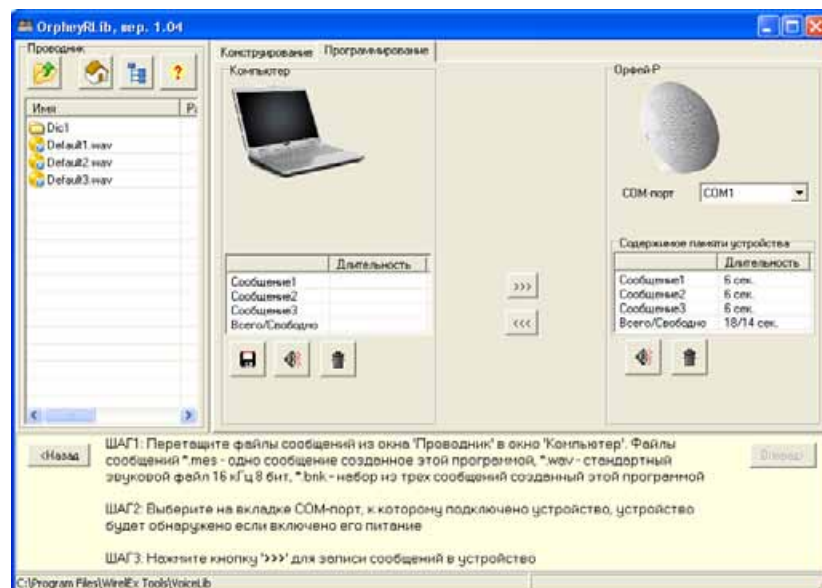 OrpheyRLib, вер. 1.04
Проводник
Имя
Dic1
Default1.wav
Default2.wav
Default3.wav
Конструирование Программирование
Компьютер
Длительность
Сообщение1
Сообщение2
Сообщение3
Всего/Свободно
>>>
<<<
Орфей-Р
COM-порт COM1
Содержимое памяти устройства
Длительность
Сообщение1 6 сек.
Сообщение2 6 сек.
Сообщение3 6 сек.
Всего/Свободно 18/14 сек.
<Назад
Вперед>
ШАГ1: Перетащите файлы сообщений из окна 'Проводник' в окно 'Компьютер'. Файлы
сообщений *.mes - одно сообщение созданное этой программой, *.wav - стандартный
звуковой файл 16 кГц 8 бит, *.bnk - набор из трех сообщений созданный этой программой
ШАГ2: Выберите на вкладке COM-порт, к которому подключено устройство, устройство
будет обнаружено если включено его питание
ШАГ3: Нажмите кнопку '>>>' для записи сообщений в устройство
C:\Program Files\WirelEx Tools\VoiceLib